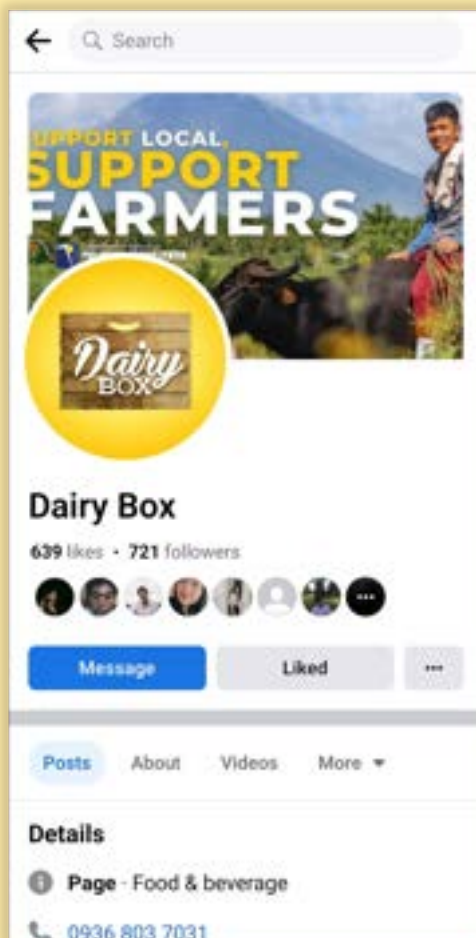 Search
SUPPORT LOCAL,
SUPPORT
FARMERS
Dairy
BOX
Dairy Box
639 likes • 721 followers
Message
Liked
Posts
About
Videos
More
Details
Page · Food & beverage
0936 803 7031